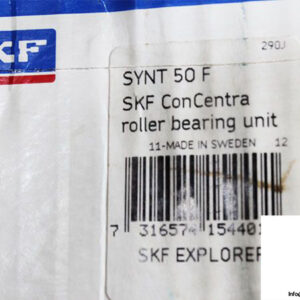 290J
SKF
SYNT 50 F
SKF ConCentra
roller bearing unit
11-MADE IN SWEDEN 12
7 316574 15440
SKF EXPLORER